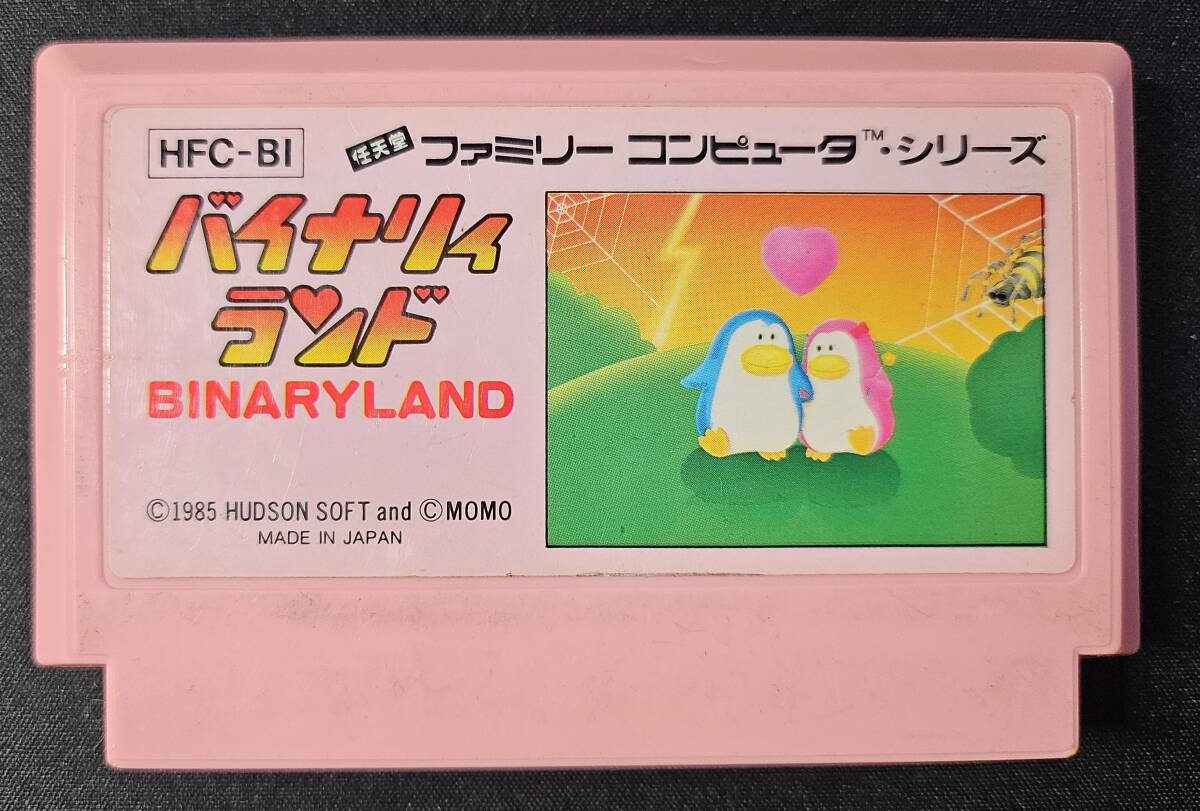 HFC-BI
任天堂 ファミリー コンピュータ™・シリーズ
バイナリィ
ランド
BINARYLAND
©1985 HUDSON SOFT and ©MOMO
MADE IN JAPAN